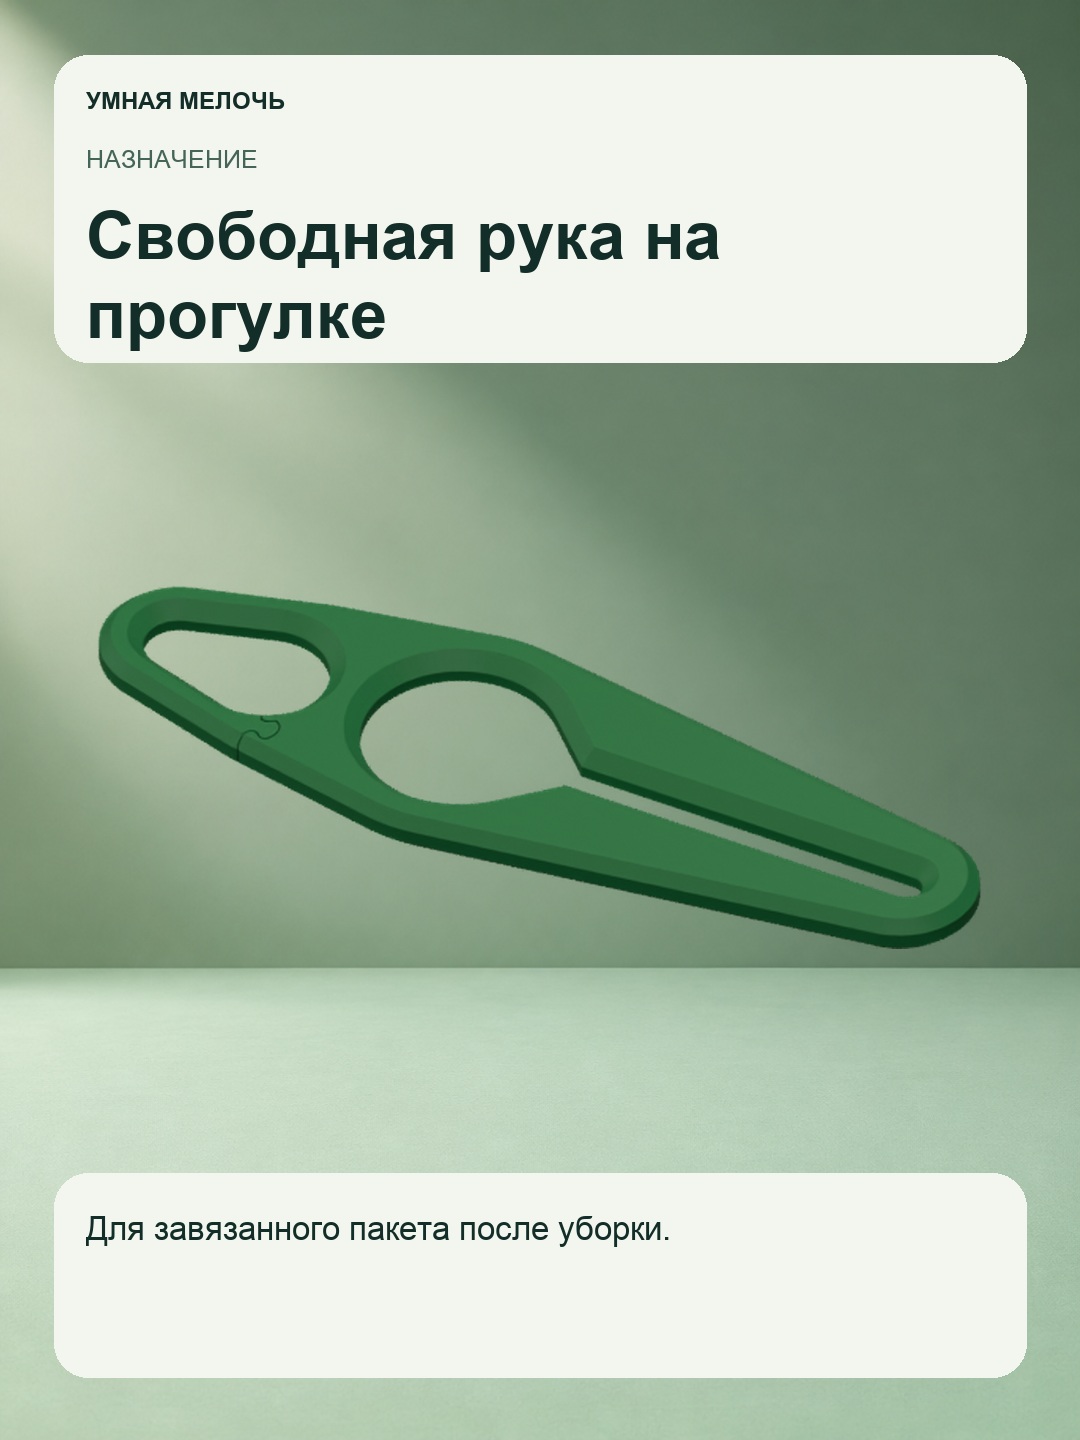 УМНАЯ МЕЛОЧЬ
НАЗНАЧЕНИЕ
Свободная рука на
прогулке
Для завязанного пакета после уборки.